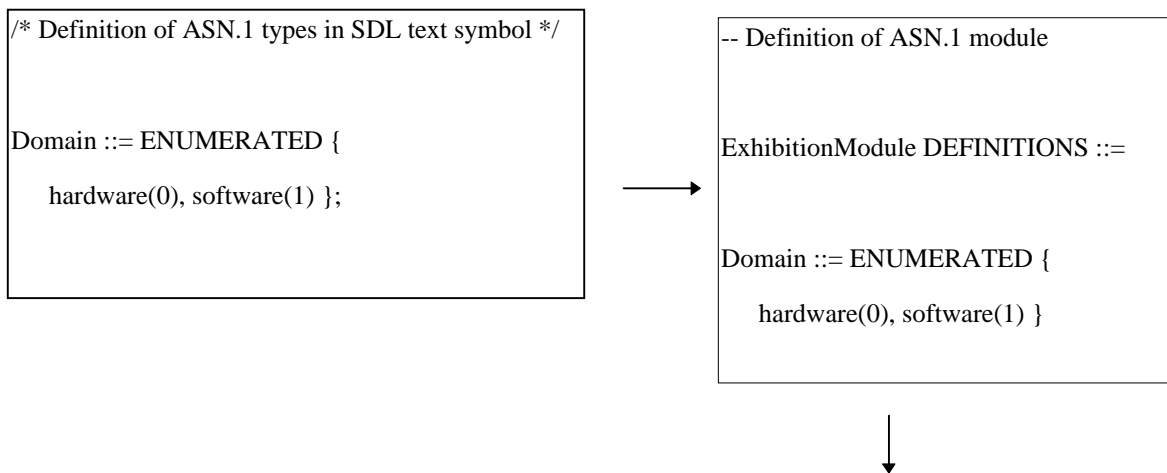 /* Definition of ASN.1 types in SDL text symbol */
Domain ::= ENUMERATED {
hardware(0), software(1) };
-- Definition of ASN.1 module
ExhibitionModule DEFINITIONS ::=
Domain ::= ENUMERATED {
hardware(0), software(1) }